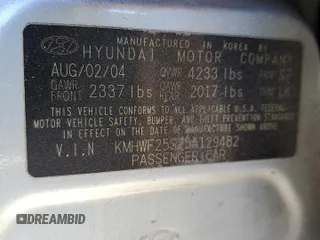 MANUFACTURED IN KOREA BY
HYUNDAI MOTOR COMPANY
AUG/02/04 GVWR 4233 lbs
GAWR FRONT 2337 lbs GAWR REAR 2017 lbs
THIS VEHICLE CONFORMS TO ALL APPLICABLE U.S.A. FEDERAL
MOTOR VEHICLE SAFETY, BUMPER, AND THEFT PREVENTION
STANDARDS IN EFFECT ON THE DATE OF MANUFACTURE
SHOWN ABOVE.
V.I.N KMHWF25S25A129482
PASSENGER CAR
DREAMBID